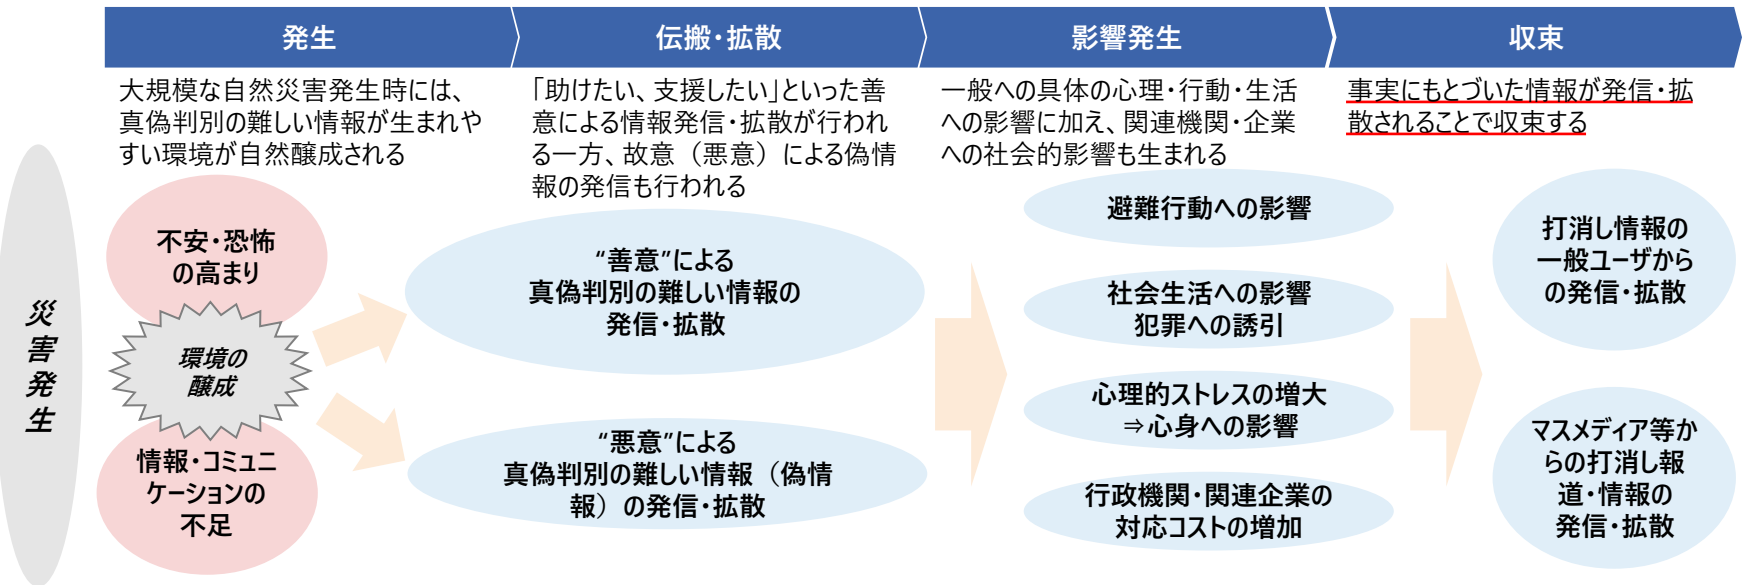 発生
伝搬・拡散
影響発生
収束
大規模な自然災害発生時には、
真偽判別の難しい情報が生まれや
すい環境が自然醸成される
「助けたい、支援したい」といった善
意による情報発信・拡散が行われ
る一方、故意（悪意）による偽情
報の発信も行われる
一般への具体の心理・行動・生活
への影響に加え、関連機関・企業
への社会的影響も生まれる
事実にもとづいた情報が発信・拡
散されることで収束する
災害発生
不安・恐怖
の高まり
環境の
醸成
情報・コミュニ
ケーションの
不足
“善意”による
真偽判別の難しい情報の
発信・拡散
“悪意”による
真偽判別の難しい情報（偽情
報）の発信・拡散
避難行動への影響
社会生活への影響
犯罪への誘引
心理的ストレスの増大
⇒心身への影響
行政機関・関連企業の
対応コストの増加
打消し情報の
一般ユーザから
の発信・拡散
マスメディア等か
らの打消し報
道・情報の
発信・拡散